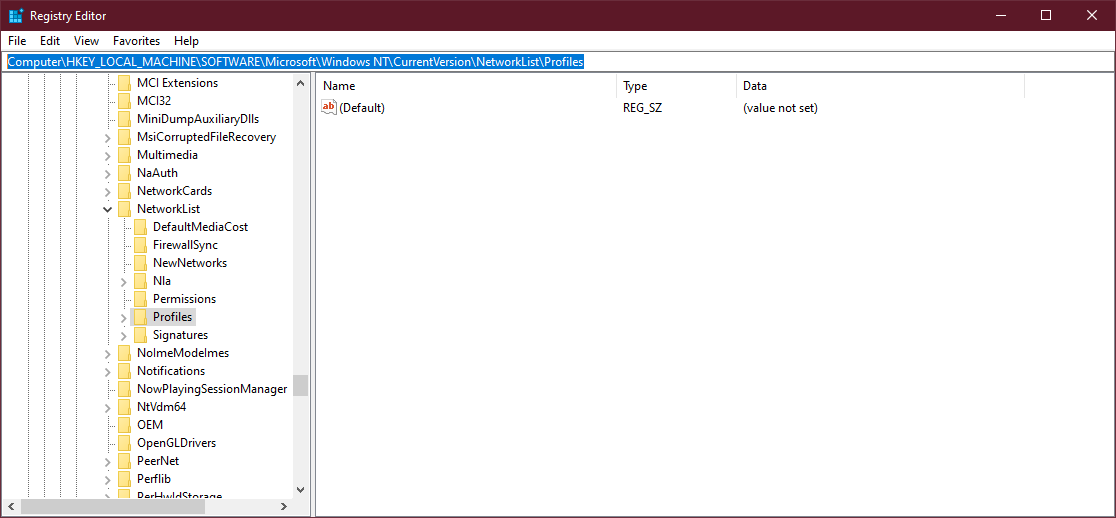 Registry Editor
File Edit View Favorites Help
Computer\HKEY_LOCAL_MACHINE\SOFTWARE\Microsoft\Windows NT\CurrentVersion\NetworkList\Profiles
MCI Extensions
MCI32
MiniDumpAuxiliaryDlls
MsiCorruptedFileRecovery
Multimedia
NaAuth
NetworkCards
NetworkList
DefaultMediaCost
FirewallSync
NewNetworks
Nla
Permissions
Profiles
Signatures
NoImeModeImes
Notifications
NowPlayingSessionManager
NtVdm64
OEM
OpenGLDrivers
PeerNet
Perflib
PerHwIdStorage
Name Type Data
ab (Default) REG_SZ (value not set)